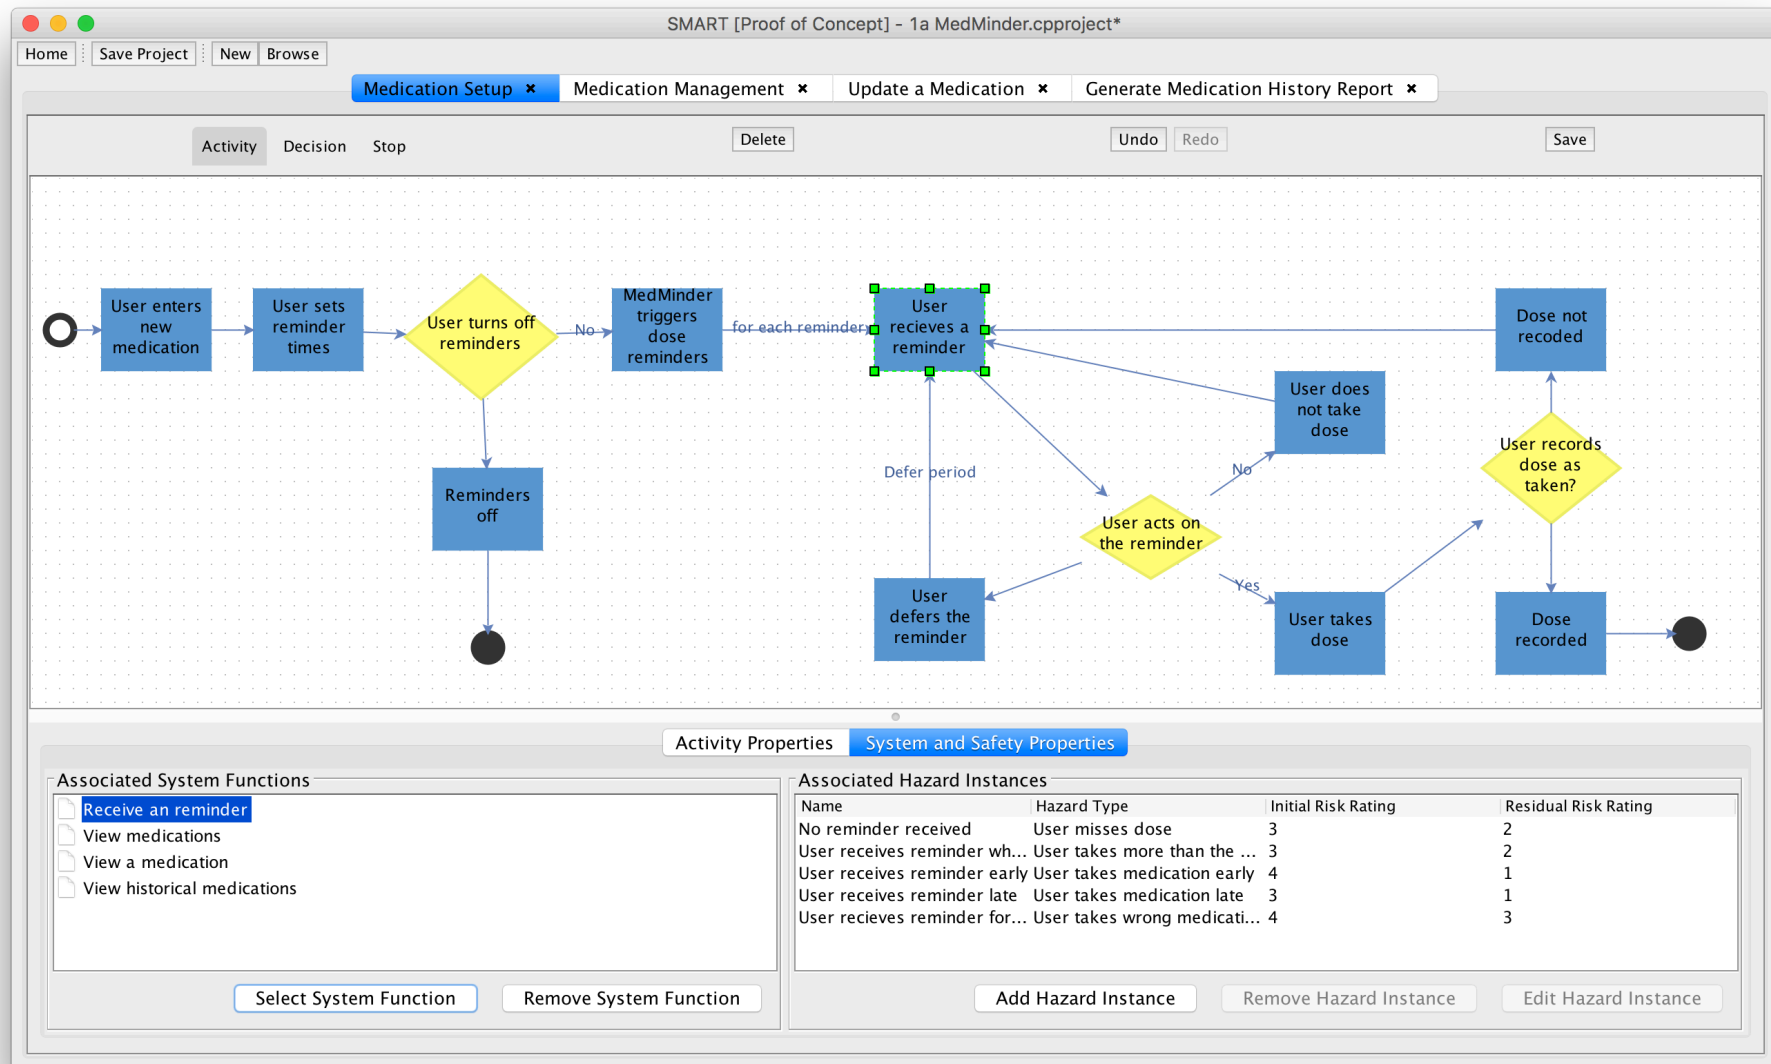 SMART [Proof of Concept] - 1a MedMinder.cpproject*
Home Save Project New Browse
Medication Setup × Medication Management × Update a Medication × Generate Medication History Report ×
Activity Decision Stop Delete Undo Redo Save
User enters
new
medication
User sets
reminder
times
User turns off
reminders
No
MedMinder
triggers
dose
reminders
for each reminder
User
recieves a
reminder
Dose not
recoded
User does
not take
dose
User records
dose as
taken?
Defer period
No
Reminders
off
User acts on
the reminder
Yes
User
defers the
reminder
User takes
dose
Dose
recorded
Activity Properties System and Safety Properties
Associated System Functions
Receive an reminder
View medications
View a medication
View historical medications
Select System Function Remove System Function
Associated Hazard Instances
Name Hazard Type Initial Risk Rating Residual Risk Rating
No reminder received User misses dose 3 2
User receives reminder wh... User takes more than the ... 3 2
User receives reminder early User takes medication early 4 1
User receives reminder late User takes medication late 3 1
User recieves reminder for... User takes wrong medicati... 4 3
Add Hazard Instance Remove Hazard Instance Edit Hazard Instance